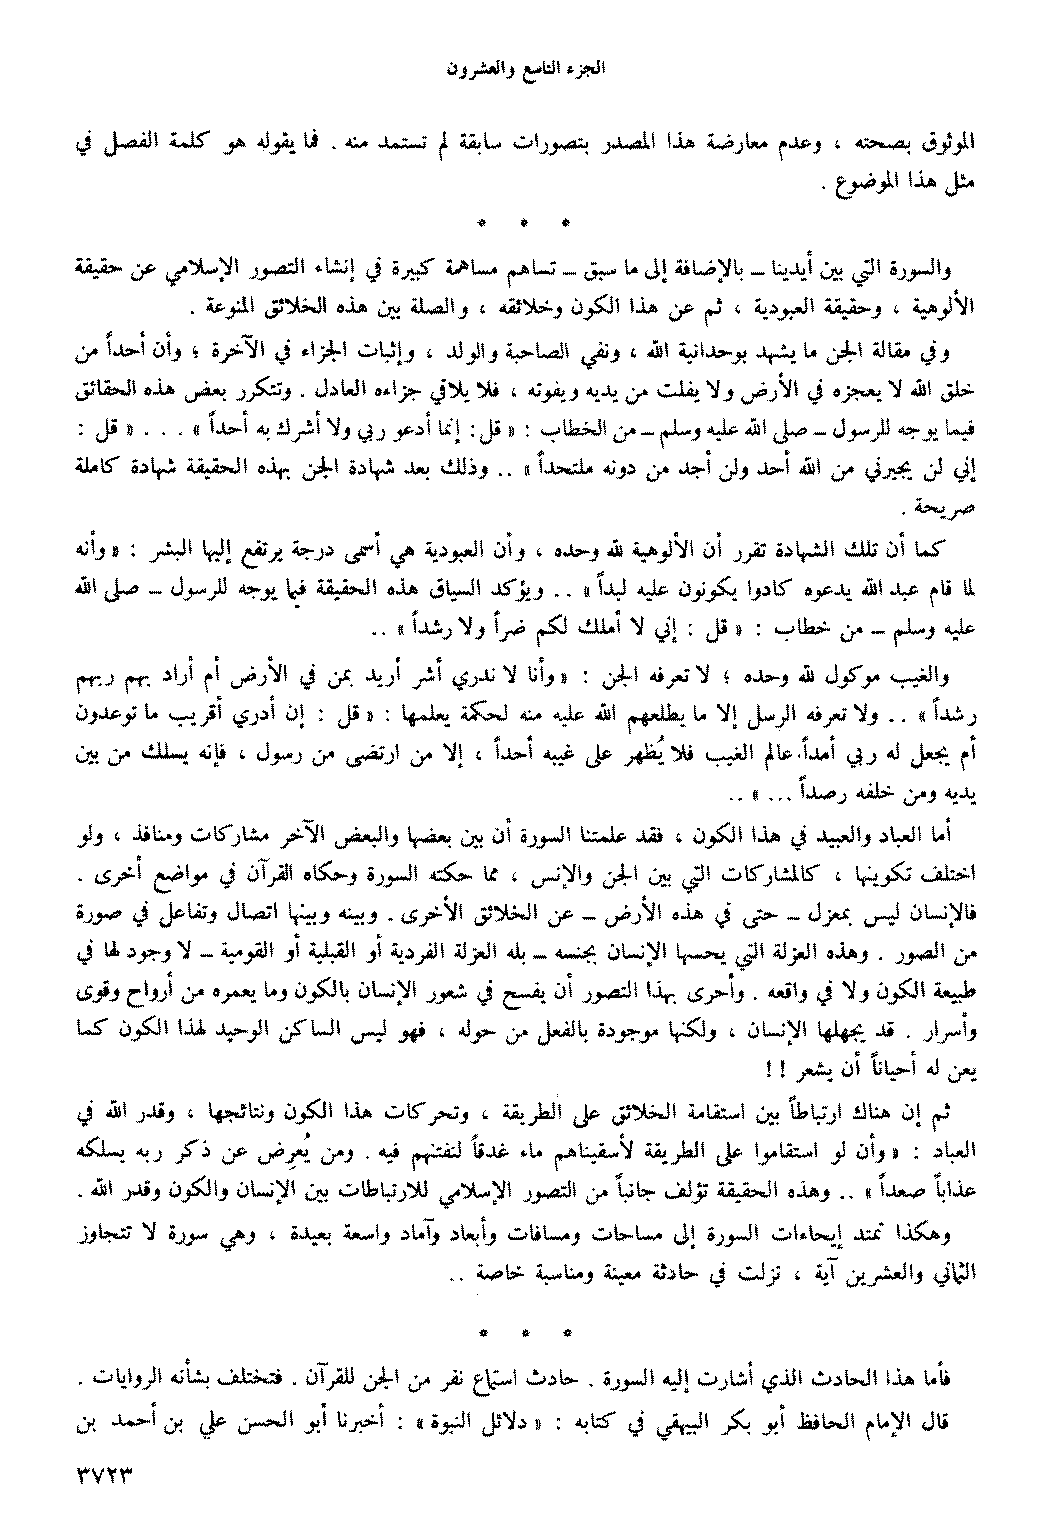 الجزء التاسع والعشرون
الموثوق بصحته ، وعدم معارضة هذا المصدر بتصورات سابقة لم تستمد منه . فما يقوله هو كلمة الفصل في
مثل هذا الموضوع .
* * *
والسورة التي بين أيدينا – بالإضافة إلى ما سبق – تساهم مساهمة كبيرة في إنشاء التصور الإسلامي عن حقيقة
الألوهية ، وحقيقة العبودية ، ثم عن هذا الكون وخلائقه ، والصلة بين هذه الخلائق المنوعة .
وفي مقالة الجن ما يشهد بوحدانية الله ، ونفي الصاحبة والولد ، وإثبات الجزاء في الآخرة ؛ وأن أحداً من
خلق الله لا يعجزه في الأرض ولا يفلت من يديه ويفوته ، فلا يلاقي جزاءه العادل . وتتكرر بعض هذه الحقائق
فيما يوجه للرسول – صلى الله عليه وسلم – من الخطاب : « قل : إنما أدعو ربي ولا أشرك به أحداً » . . . « قل :
إني لن يجيرني من الله أحد ولن أجد من دونه ملتحداً » .. وذلك بعد شهادة الجن بهذه الحقيقة شهادة كاملة
صريحة .
كما أن تلك الشهادة تقرر أن الألوهية لله وحده ، وأن العبودية هي أسمى درجة يرتفع إليها البشر : « وأنه
لما قام عبد الله يدعوه كادوا يكونون عليه لبداً » .. ويؤكد السياق هذه الحقيقة فيما يوجه للرسول – صلى الله
عليه وسلم – من خطاب : « قل : إني لا أملك لكم ضراً ولا رشداً » ..
والغيب موكول لله وحده ؛ لا تعرفه الجن : « وأنا لا ندري أشر أريد بمن في الأرض أم أراد بهم ربهم
رشداً » .. ولا تعرفه الرسل إلا ما يطلعهم الله عليه منه لحكمة يعلمها : « قل : إن أدري أقريب ما توعدون
أم يجعل له ربي أمداً. عالم الغيب فلا يُظهر على غيبه أحداً ، إلا من ارتضى من رسول ، فإنه يسلك من بين
يديه ومن خلفه رصداً ... » ..
أما العباد والعبيد في هذا الكون ، فقد علمتنا السورة أن بين بعضها والبعض الآخر مشاركات ومنافذ ، ولو
اختلف تكوينها ، كالمشاركات التي بين الجن والإنس ، مما حكته السورة وحكاه القرآن في مواضع أخرى .
فالإنسان ليس بمعزل – حتى في هذه الأرض – عن الخلائق الأخرى . وبينه وبينها اتصال وتفاعل في صورة
من الصور . وهذه العزلة التي يحسها الإنسان بجنسه – بله العزلة الفردية أو القبلية أو القومية – لا وجود لها في
طبيعة الكون ولا في واقعه . وأحرى بهذا التصور أن يفسح في شعور الإنسان بالكون وما يعمره من أرواح وقوى
وأسرار . قد يجهلها الإنسان ، ولكنها موجودة بالفعل من حوله ، فهو ليس الساكن الوحيد لهذا الكون كما
يعن له أحياناً أن يشعر ! !
ثم إن هناك ارتباطاً بين استقامة الخلائق على الطريقة ، وتحركات هذا الكون ونتائجها ، وقدر الله في
العباد : « وأن لو استقاموا على الطريقة لأسقيناهم ماء غدقاً لنفتنهم فيه . ومن يُعرِض عن ذكر ربه يسلكه
عذاباً صعداً » .. وهذه الحقيقة تؤلف جانباً من التصور الإسلامي للارتباطات بين الإنسان والكون وقدر الله .
وهكذا تمتد إيحاءات السورة إلى مساحات ومسافات وأبعاد وآماد واسعة بعيدة ، وهي سورة لا تتجاوز
الثماني والعشرين آية ، نزلت في حادثة معينة ومناسبة خاصة ..
* * *
فأما هذا الحادث الذي أشارت إليه السورة . حادث استماع نفر من الجن للقرآن . فتختلف بشأنه الروايات .
قال الإمام الحافظ أبو بكر البيهقي في كتابه : « دلائل النبوة » : أخبرنا أبو الحسن علي بن أحمد بن
٣٧٢٣